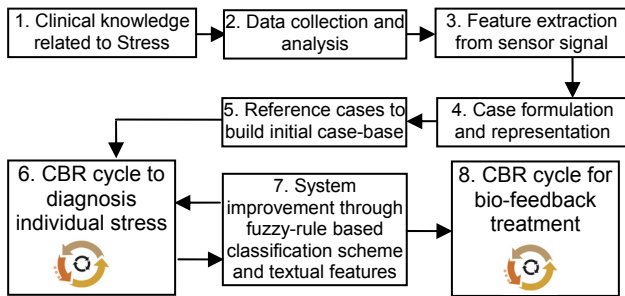 1. Clinical knowledge
related to Stress
2. Data collection and
analysis
3. Feature extraction
from sensor signal
4. Case formulation
and representation
5. Reference cases to
build initial case-base
6. CBR cycle to
diagnosis
individual stress
7. System
improvement through
fuzzy-rule based
classification scheme
and textual features
8. CBR cycle for
bio-feedback
treatment